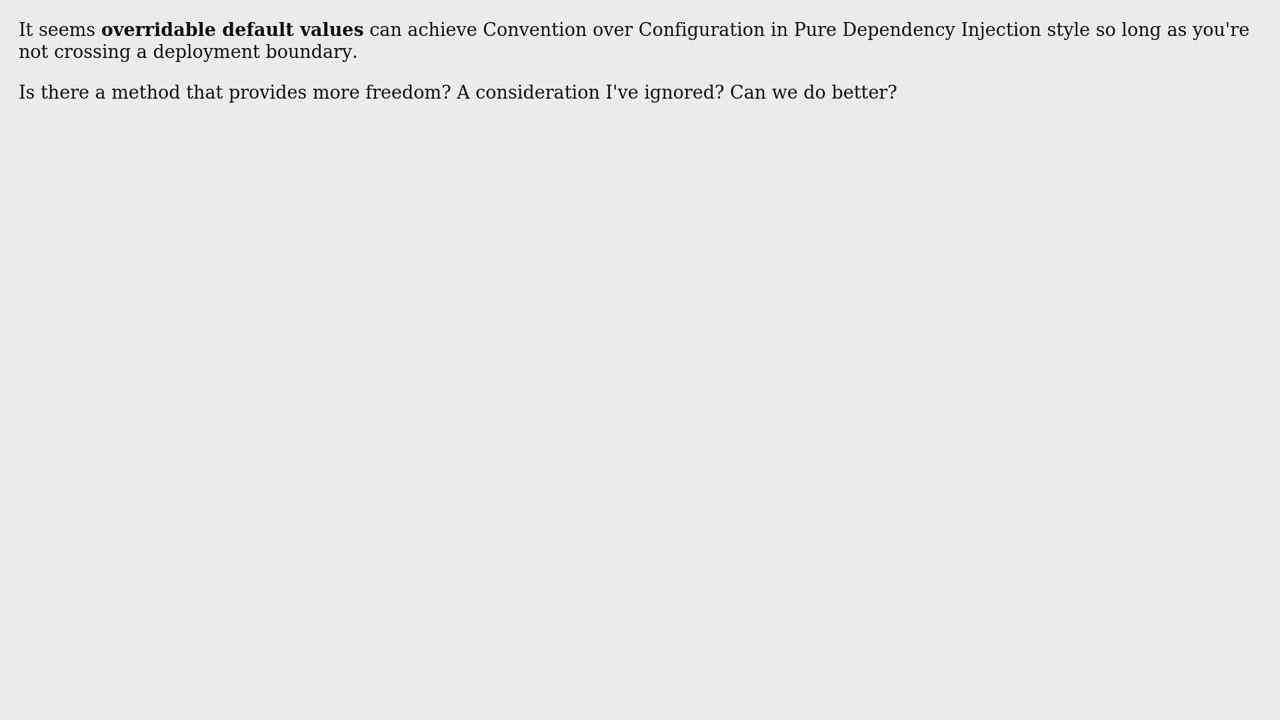 It seems overridable default values can achieve Convention over Configuration in Pure Dependency Injection style so long as you're
not crossing a deployment boundary.
Is there a method that provides more freedom? A consideration I've ignored? Can we do better?